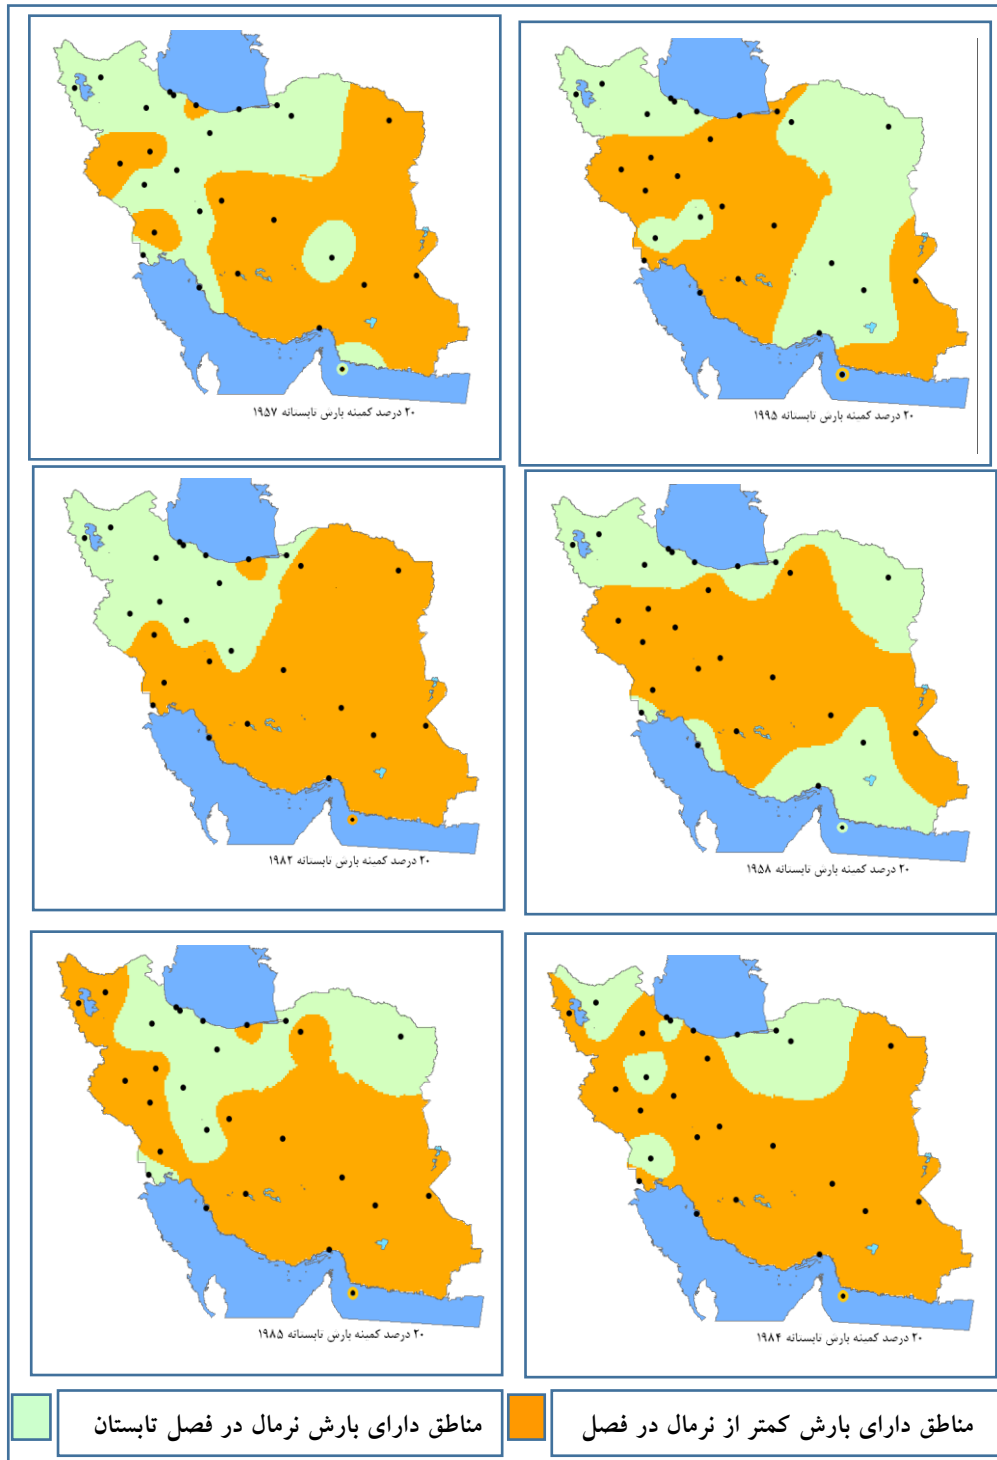 ۲۰ درصد کمینه بارش تابستانه ۱۹۹۵
۲۰ درصد کمینه بارش تابستانه ۱۹۵۷
۲۰ درصد کمینه بارش تابستانه ۱۹۵۸
۲۰ درصد کمینه بارش تابستانه ۱۹۸۲
۲۰ درصد کمینه بارش تابستانه ۱۹۸۴
۲۰ درصد کمینه بارش تابستانه ۱۹۸۵
مناطق دارای بارش کمتر از نرمال در فصل
مناطق دارای بارش نرمال در فصل تابستان